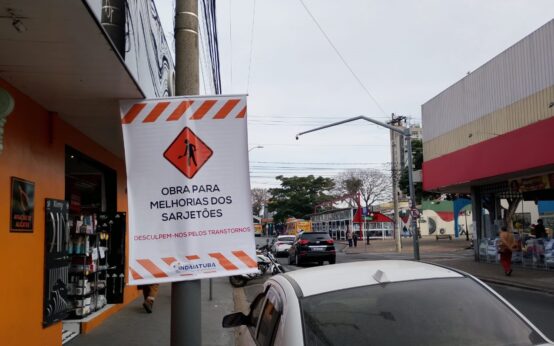 OBRA PARA
MELHORIAS DOS
SARJETÕES
DESCULPEM-NOS PELOS TRANSTORNOS
INDAIATUBA